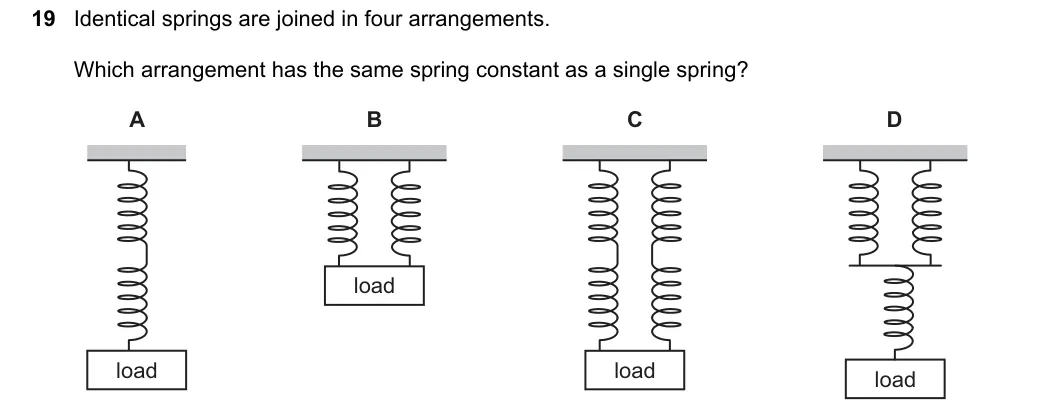 19 Identical springs are joined in four arrangements.
Which arrangement has the same spring constant as a single spring?
A B C D
load
load
load
load